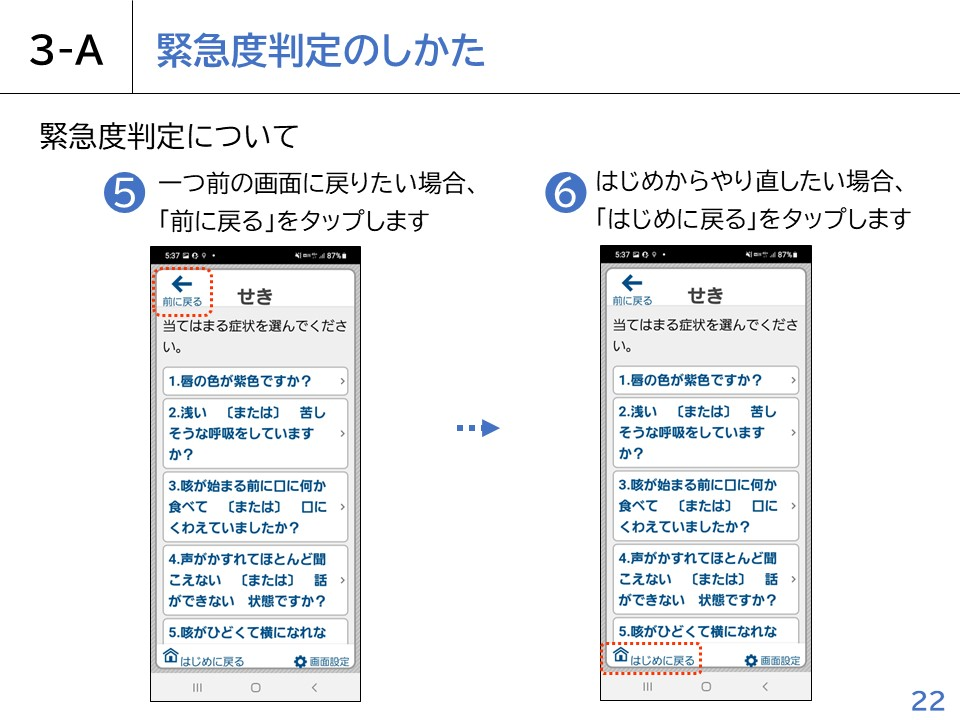 3-A
緊急度判定のしかた
緊急度判定について
5
一つ前の画面に戻りたい場合、
「前に戻る」をタップします
5:37
87%
前に戻る
せき
当てはまる症状を選んでくださ
い。
1.唇の色が紫色ですか？
2.浅い 〔または〕 苦し
そうな呼吸をしています
か？
3.咳が始まる前に口に何か
食べて 〔または〕 口に
くわえていましたか？
4.声がかすれてほとんど聞
こえない 〔または〕 話
ができない 状態ですか？
5.咳がひどくて横になれな
はじめに戻る
画面設定
6
はじめからやり直したい場合、
「はじめに戻る」をタップします
5:37
87%
前に戻る
せき
当てはまる症状を選んでくださ
い。
1.唇の色が紫色ですか？
2.浅い 〔または〕 苦し
そうな呼吸をしています
か？
3.咳が始まる前に口に何か
食べて 〔または〕 口に
くわえていましたか？
4.声がかすれてほとんど聞
こえない 〔または〕 話
ができない 状態ですか？
5.咳がひどくて横になれな
はじめに戻る
画面設定
22